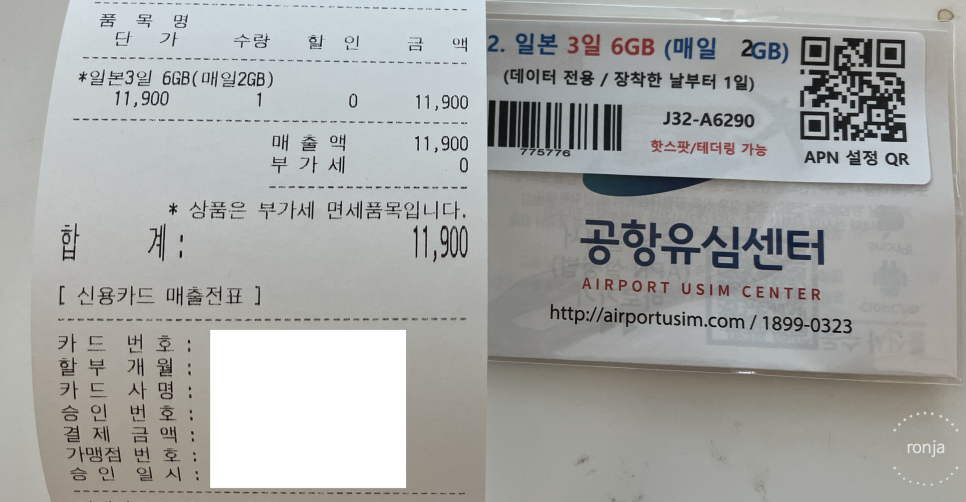 품 목 명
단 가 수량 할 인 금 액
*일본3일 6GB(매일2GB)
11,900 1 0 11,900
매 출 액 11,900
부 가 세 0
* 상품은 부가세 면세품목입니다.
합 계 : 11,900
[ 신용카드 매출전표 ]
카 드 번 호 :
할 부 개 월 :
카 드 사 명 :
승 인 번 호 :
결 제 금 액 :
가맹점 번 호 :
승 인 일 시 :
2. 일본 3일 6GB (매일 2GB)
(데이터 전용 / 장착한 날부터 1일)
J32-A6290
775776
핫스팟/테더링 가능
APN 설정 QR
공항유심센터
AIRPORT USIM CENTER
http://airportusim.com / 1899-0323
ronja